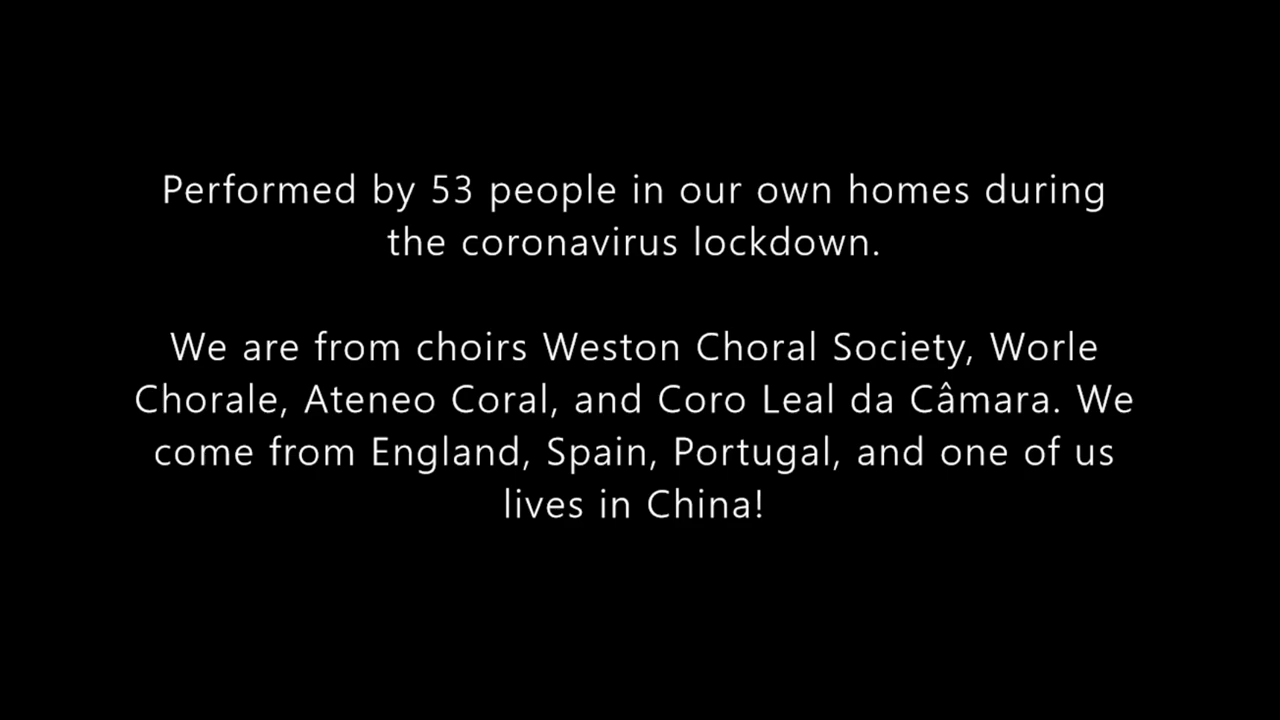 Performed by 53 people in our own homes during
the coronavirus lockdown.
We are from choirs Weston Choral Society, Worle
Chorale, Ateneo Coral, and Coro Leal da Câmara. We
come from England, Spain, Portugal, and one of us
lives in China!